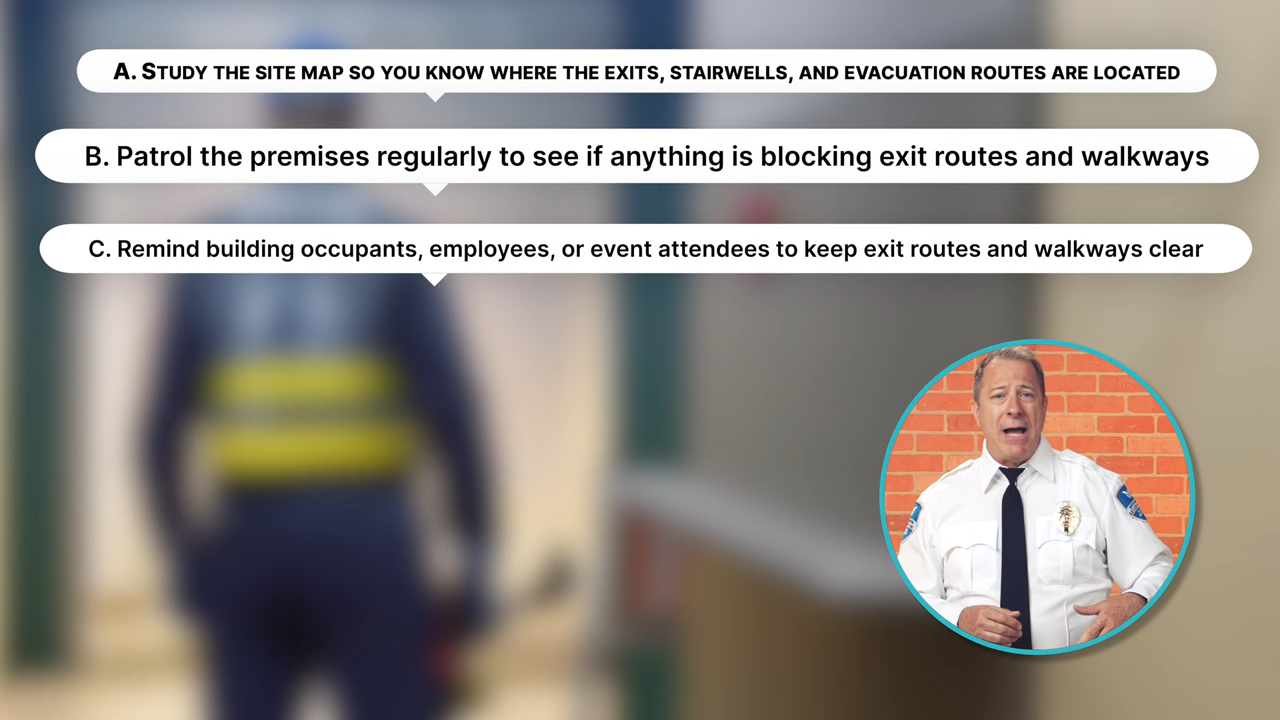 A. STUDY THE SITE MAP SO YOU KNOW WHERE THE EXITS, STAIRWELLS, AND EVACUATION ROUTES ARE LOCATED
B. Patrol the premises regularly to see if anything is blocking exit routes and walkways
C. Remind building occupants, employees, or event attendees to keep exit routes and walkways clear